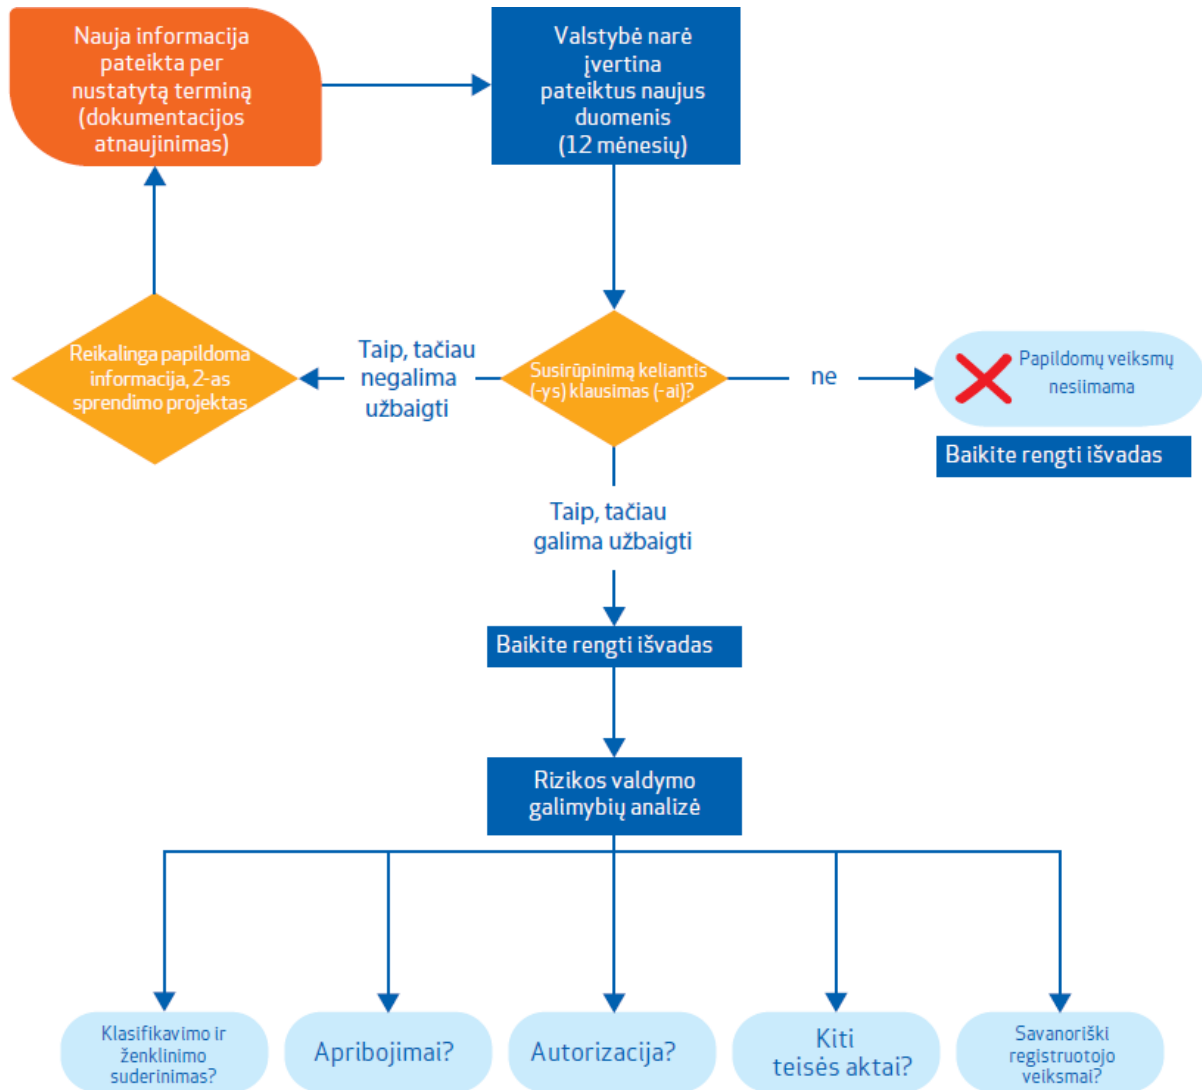 Nauja informacija
pateikta per
nustatytą terminą
(dokumentacijos
atnaujinimas)
Valstybė narė
įvertina
pateiktus naujus
duomenis
(12 mėnesių)
Reikalinga papildoma
informacija, 2-as
sprendimo projektas
Taip, tačiau
negalima
užbaigti
Susirūpinimą keliantis
(-ys) klausimas (-ai)?
ne
Papildomų veiksmų
nesiimama
Baikite rengti išvadas
Taip, tačiau
galima užbaigti
Baikite rengti išvadas
Rizikos valdymo
galimybių analizė
Klasifikavimo ir
ženklinimo
suderinimas?
Apribojimai?
Autorizacija?
Kiti
teisės aktai?
Savanoriški
registruotojo
veiksmai?